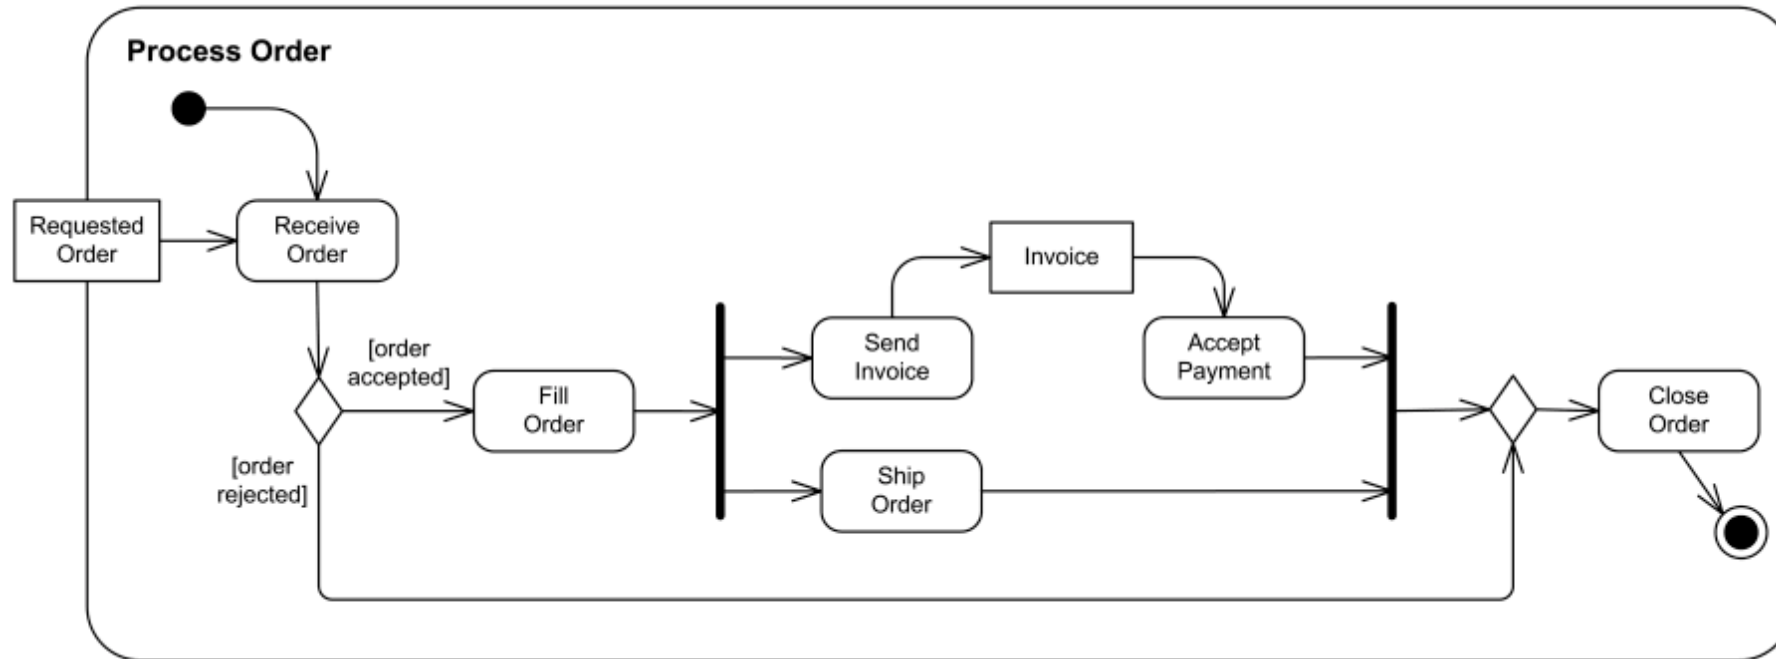 Process Order
Requested
Order
Receive
Order
[order
accepted]
[order
rejected]
Fill
Order
Send
Invoice
Invoice
Accept
Payment
Ship
Order
Close
Order